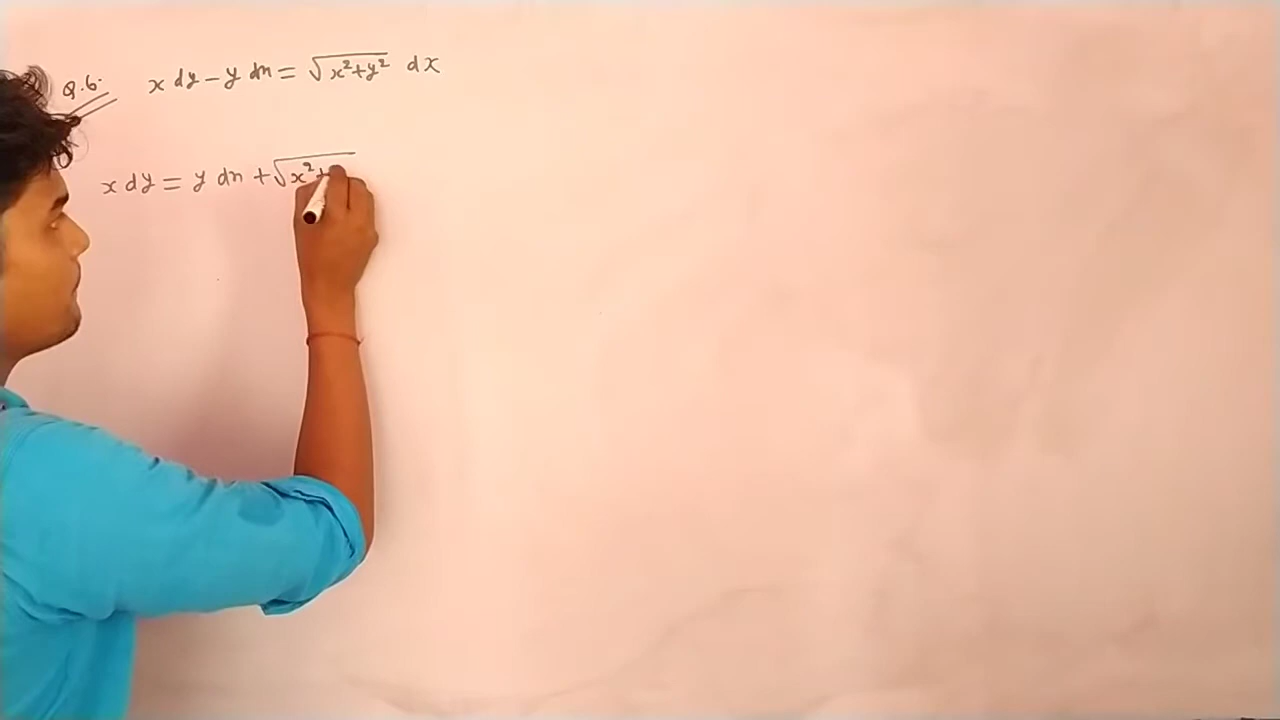 Q.6. x dy - y dx = √(x²+y²) dx
x dy = y dx + √(x²+